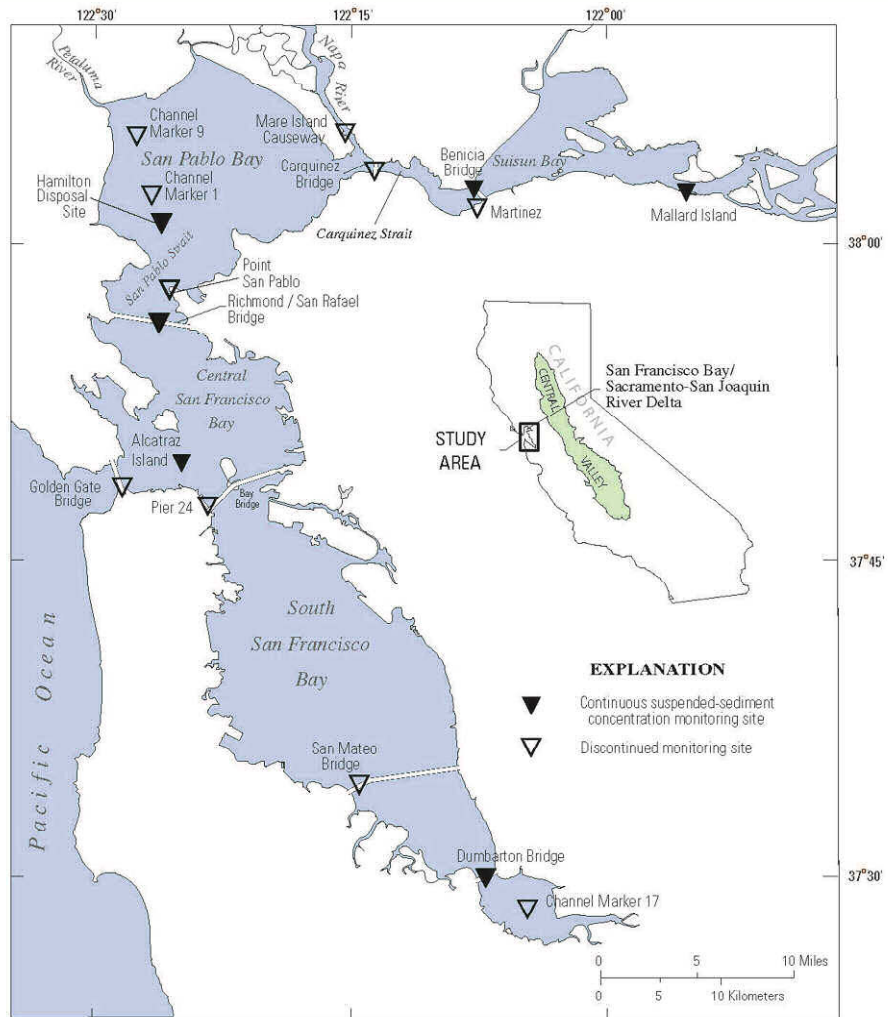 122°30'
122°15'
122°00'
Petaluma
River
Napa
River
Channel
Marker 9
Mare Island
Causeway
San Pablo Bay
Carquinez
Bridge
Benicia
Bridge
Suisun Bay
Hamilton
Disposal
Site
Channel
Marker 1
Martinez
Mallard Island
Carquinez Strait
38°00'
San Pablo Strait
Point
San Pablo
Richmond / San Rafael
Bridge
Central
San Francisco
Bay
CALIFORNIA
CENTRAL
VALLEY
San Francisco Bay/
Sacramento-San Joaquin
River Delta
STUDY
AREA
Alcatraz
Island
Golden Gate
Bridge
Pier 24
Bay
Bridge
37°45'
South
San Francisco
Bay
Pacific Ocean
EXPLANATION
Continuous suspended-sediment
concentration monitoring site
Discontinued monitoring site
San Mateo
Bridge
Dumbarton Bridge
37°30'
Channel Marker 17
0 5 10 Miles
0 5 10 Kilometers